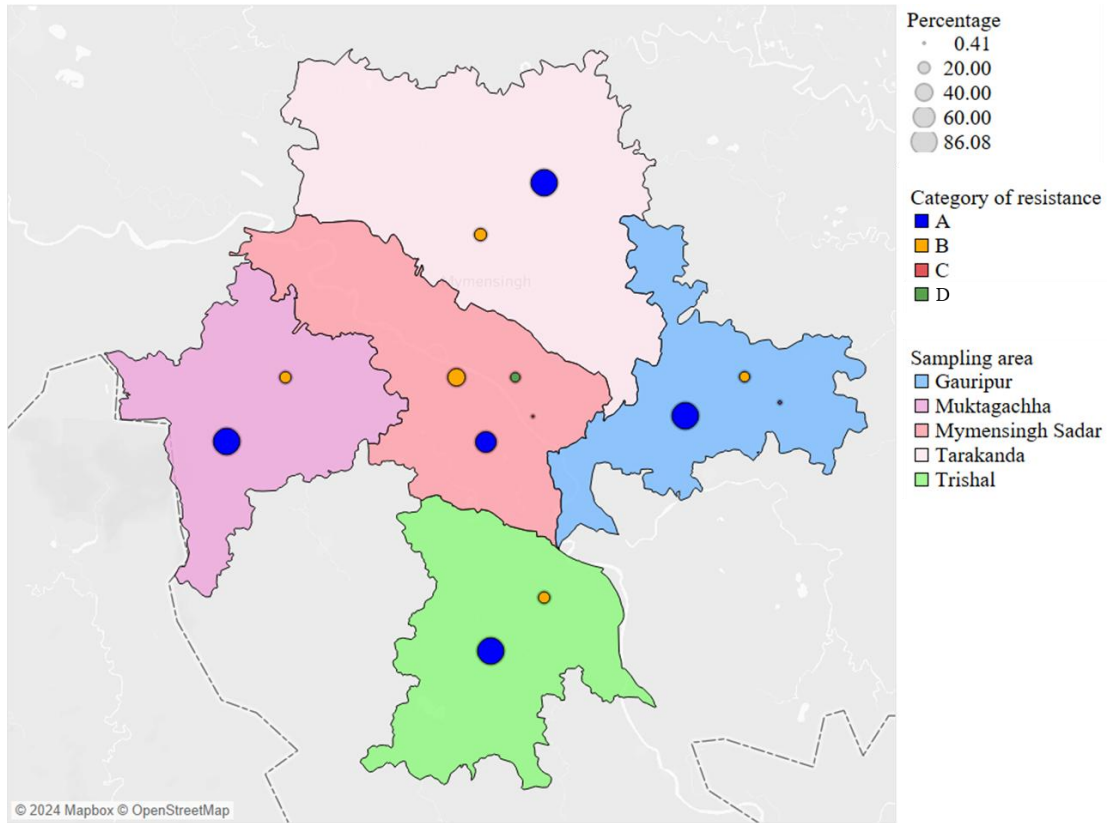 Percentage
0.41
20.00
40.00
60.00
86.08
Category of resistance
A
B
C
D
Sampling area
Gauripur
Muktagachha
Mymensingh Sadar
Tarakanda
Trishal
Mymensingh
© 2024 Mapbox © OpenStreetMap